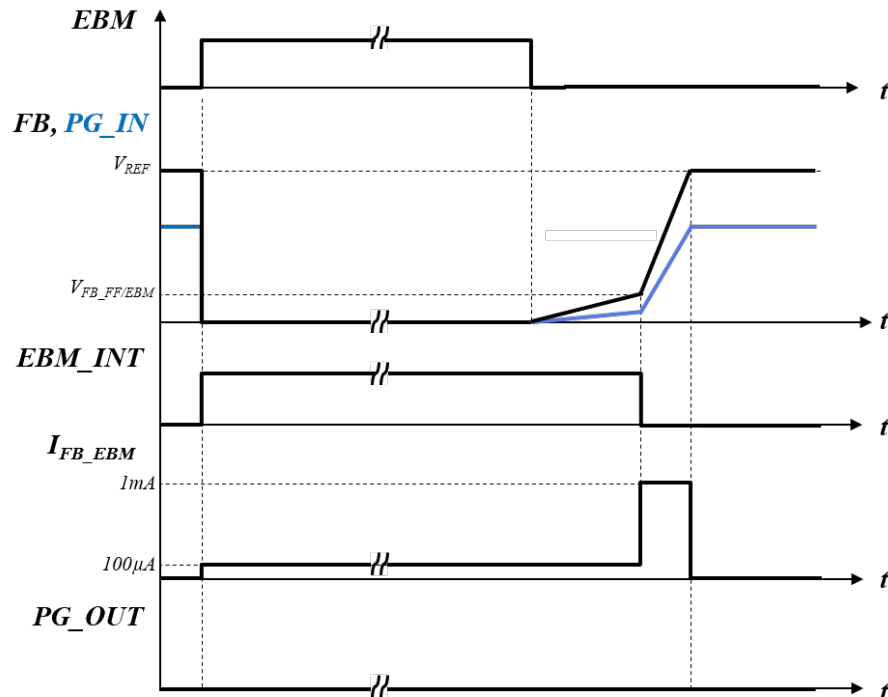 EBM
t
FB, PG_IN
V_REF
V_FB_FF/EBM
t
EBM_INT
t
I_FB_EBM
1mA
100μA
t
PG_OUT
t